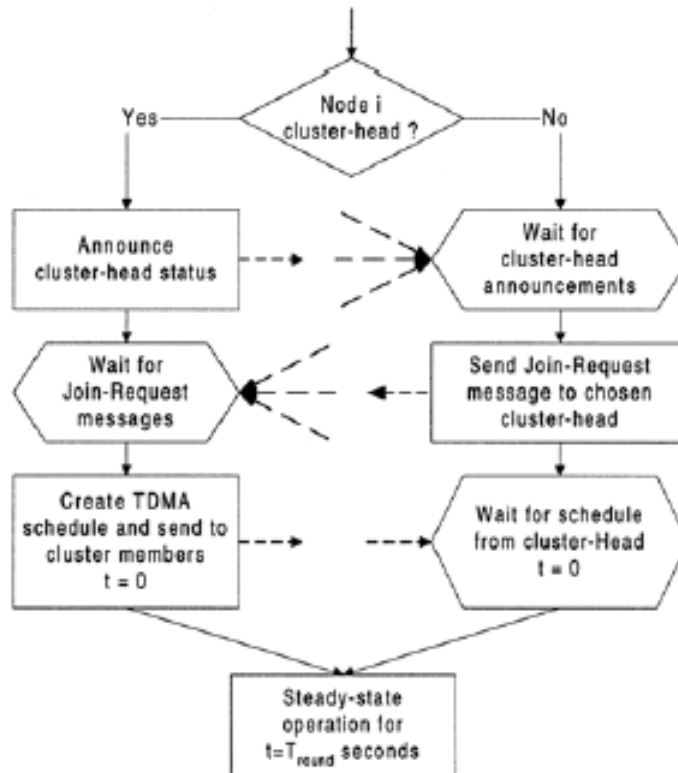 Node i
cluster-head ?
Yes
No
Announce
cluster-head status
Wait for
cluster-head
announcements
Wait for
Join-Request
messages
Send Join-Request
message to chosen
cluster-head
Create TDMA
schedule and send to
cluster members
t = 0
Wait for schedule
from cluster-Head
t = 0
Steady-state
operation for
t=Tround seconds